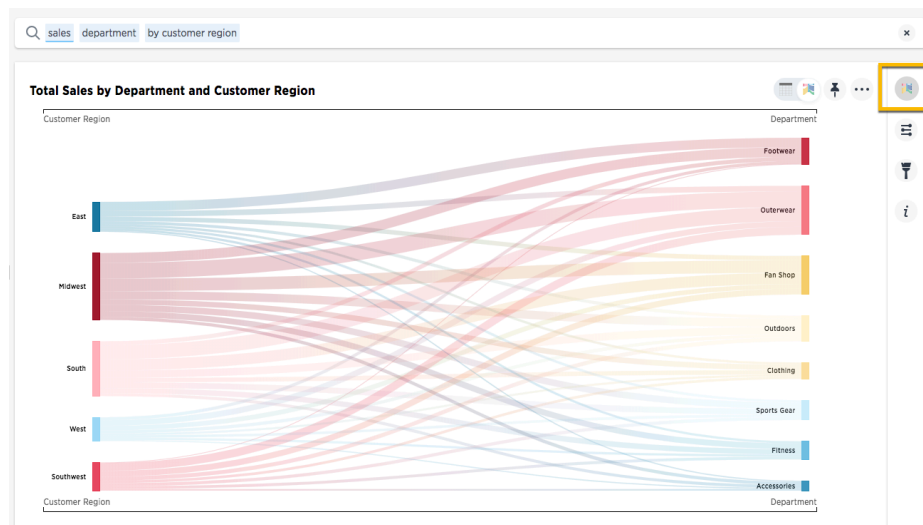 sales department by customer region
Total Sales by Department and Customer Region
Customer Region Department
Footwear
East
Outerwear
Fan Shop
Midwest
Outdoors
South
Clothing
Sports Gear
West
Fitness
Southwest
Accessories
Customer Region Department